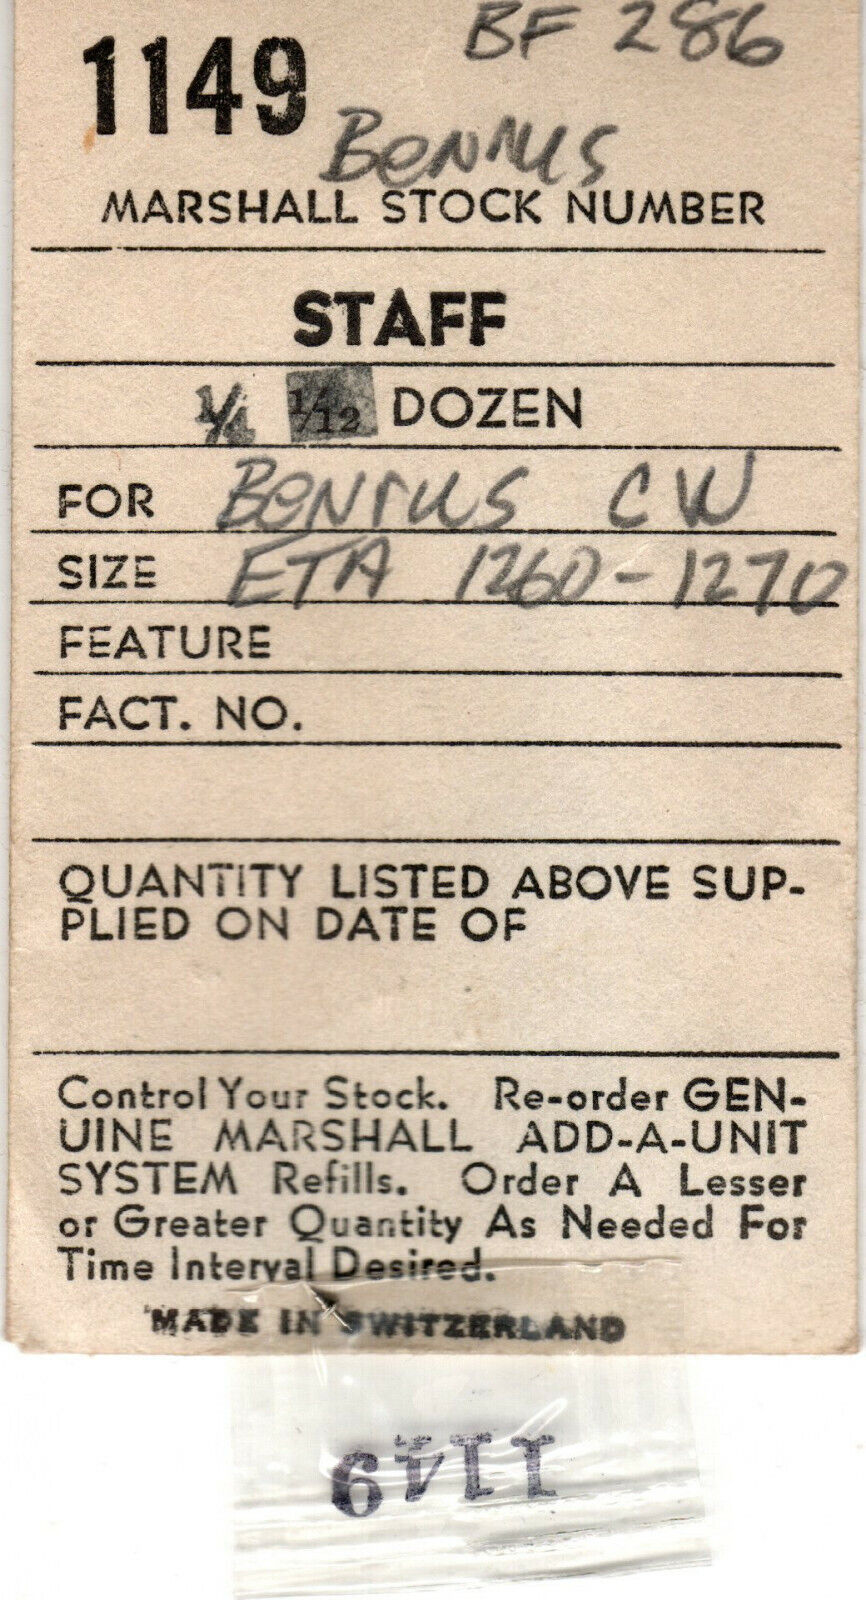 BF 286
1149
Benrus
MARSHALL STOCK NUMBER
STAFF
1/4 1/12 DOZEN
FOR Benrus CW
SIZE ETA 1260-1270
FEATURE
FACT. NO.
QUANTITY LISTED ABOVE SUP-
PLIED ON DATE OF
Control Your Stock. Re-order GEN-
UINE MARSHALL ADD-A-UNIT
SYSTEM Refills. Order A Lesser
or Greater Quantity As Needed For
Time Interval Desired.
MADE IN SWITZERLAND
1149